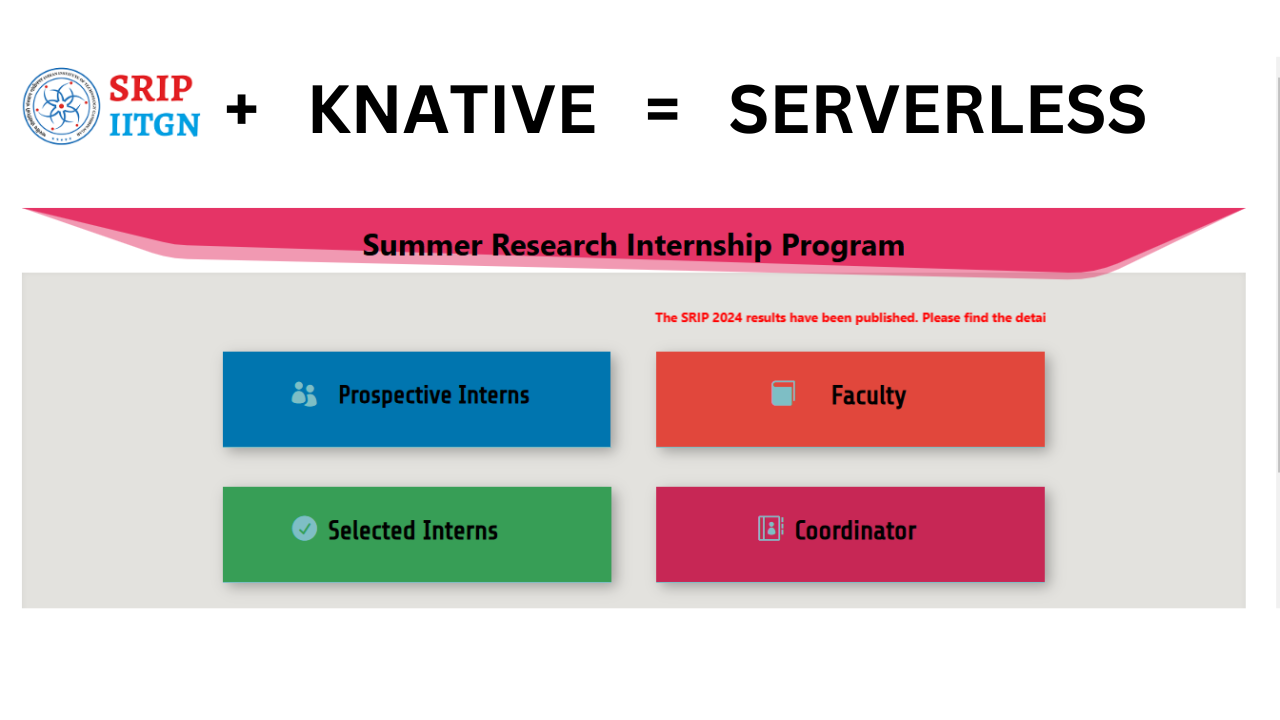 SRIP
IITGN
+ KNATIVE = SERVERLESS
Summer Research Internship Program
The SRIP 2024 results have been published. Please find the detai
Prospective Interns
Faculty
Selected Interns
Coordinator